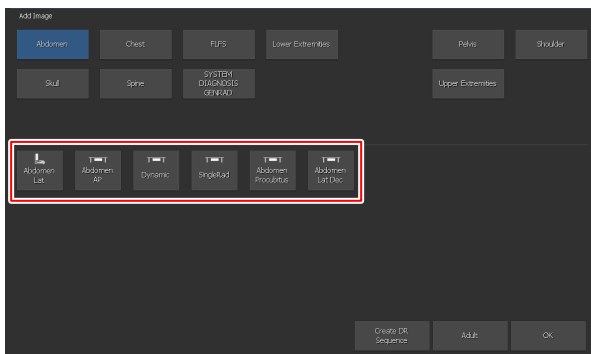 Add Image
Abdomen
Chest
FLFS
Lower Extremities
Pelvis
Shoulder
Skull
Spine
SYSTEM
DIAGNOSIS
GENRAD
Upper Extremities
Abdomen
Lat
Abdomen
AP
Dynamic
SingleRad
Abdomen
Procubitus
Abdomen
Lat Dec
Create DR
Sequence
Adult
OK